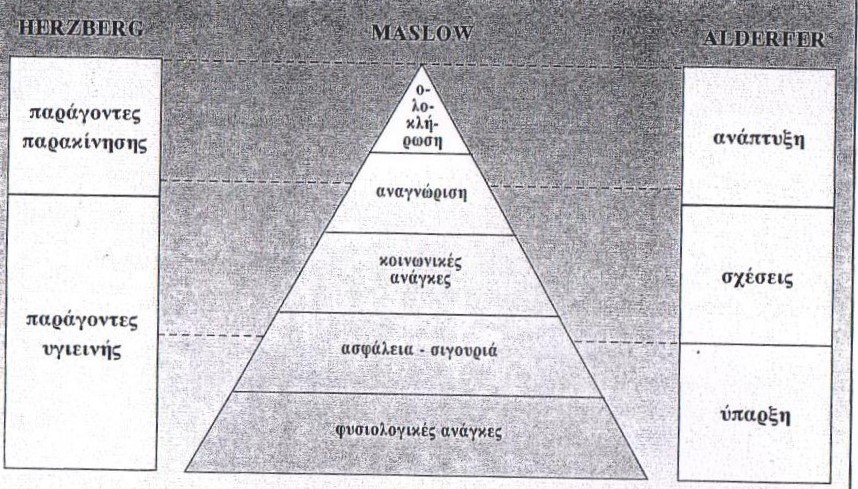 HERZBERG
MASLOW
ALDERFER
παράγοντες
παρακίνησης
παράγοντες
υγιεινής
ο-
λο-
κλή-
ρωση
αναγνώριση
κοινωνικές
ανάγκες
ασφάλεια - σιγουριά
φυσιολογικές ανάγκες
ανάπτυξη
σχέσεις
ύπαρξη